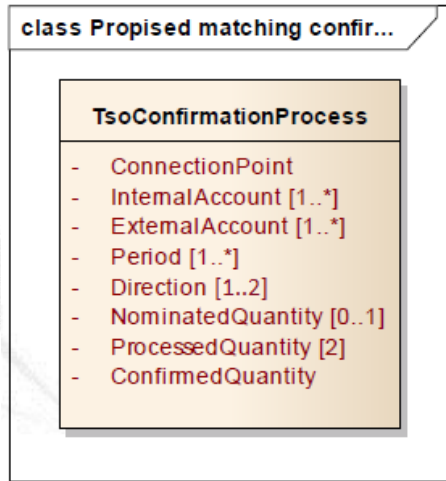 class Propised matching confir...
TsoConfirmationProcess
- ConnectionPoint
- InternalAccount [1..*]
- ExternalAccount [1..*]
- Period [1..*]
- Direction [1..2]
- NominatedQuantity [0..1]
- ProcessedQuantity [2]
- ConfirmedQuantity